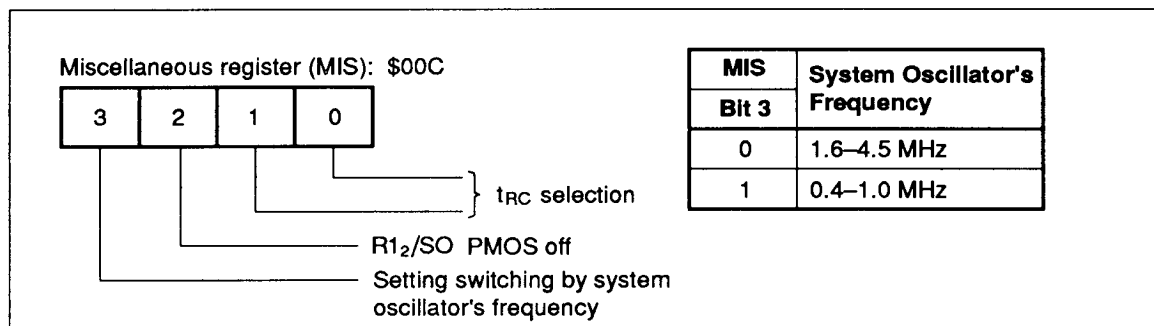 Miscellaneous register (MIS): $00C
3 2 1 0
tRC selection
R12/SO PMOS off
Setting switching by system
oscillator's frequency
MIS
Bit 3
System Oscillator's
Frequency
0 1.6–4.5 MHz
1 0.4–1.0 MHz